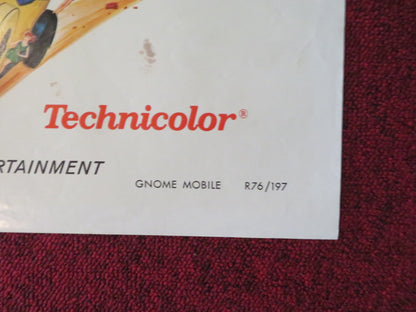 Technicolor®
RTAINMENT
GNOME MOBILE R76/197